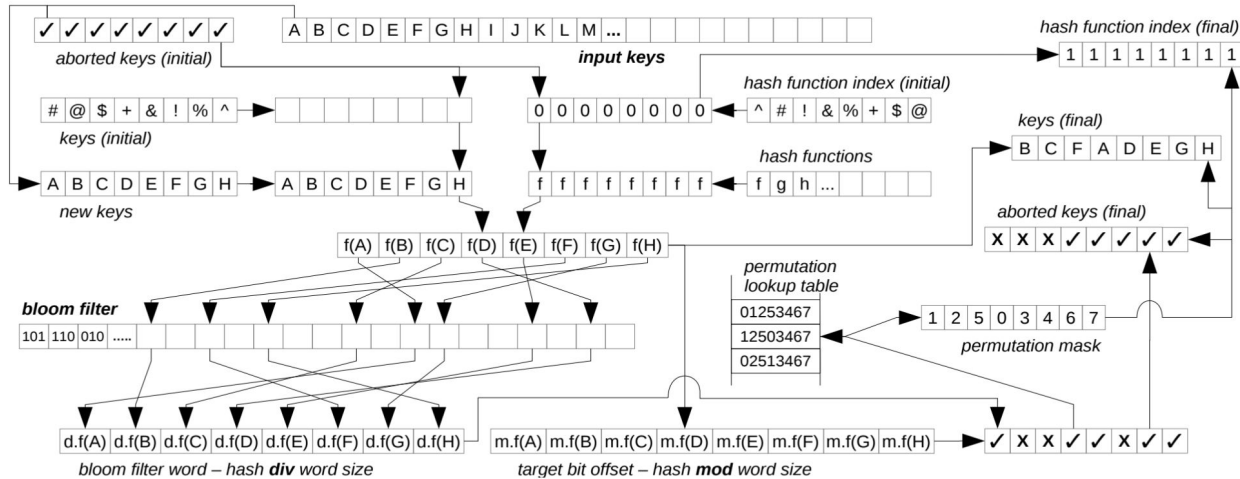 ✓ ✓ ✓ ✓ ✓ ✓ ✓ ✓
aborted keys (initial)
A B C D E F G H I J K L M ...
input keys
hash function index (final)
1 1 1 1 1 1 1 1
# @ $ + & ! % ^
keys (initial)
0 0 0 0 0 0 0 0
hash function index (initial)
^ # ! & % + $ @
keys (final)
B C F A D E G H
A B C D E F G H
new keys
A B C D E F G H
f f f f f f f f
hash functions
f g h ...
aborted keys (final)
X X X ✓ ✓ ✓ ✓ ✓
f(A) f(B) f(C) f(D) f(E) f(F) f(G) f(H)
bloom filter
101 110 010 .....
permutation
lookup table
01253467
12503467
02513467
1 2 5 0 3 4 6 7
permutation mask
d.f(A) d.f(B) d.f(C) d.f(D) d.f(E) d.f(F) d.f(G) d.f(H)
bloom filter word – hash div word size
m.f(A) m.f(B) m.f(C) m.f(D) m.f(E) m.f(F) m.f(G) m.f(H)
target bit offset – hash mod word size
✓ X X ✓ ✓ X ✓ ✓